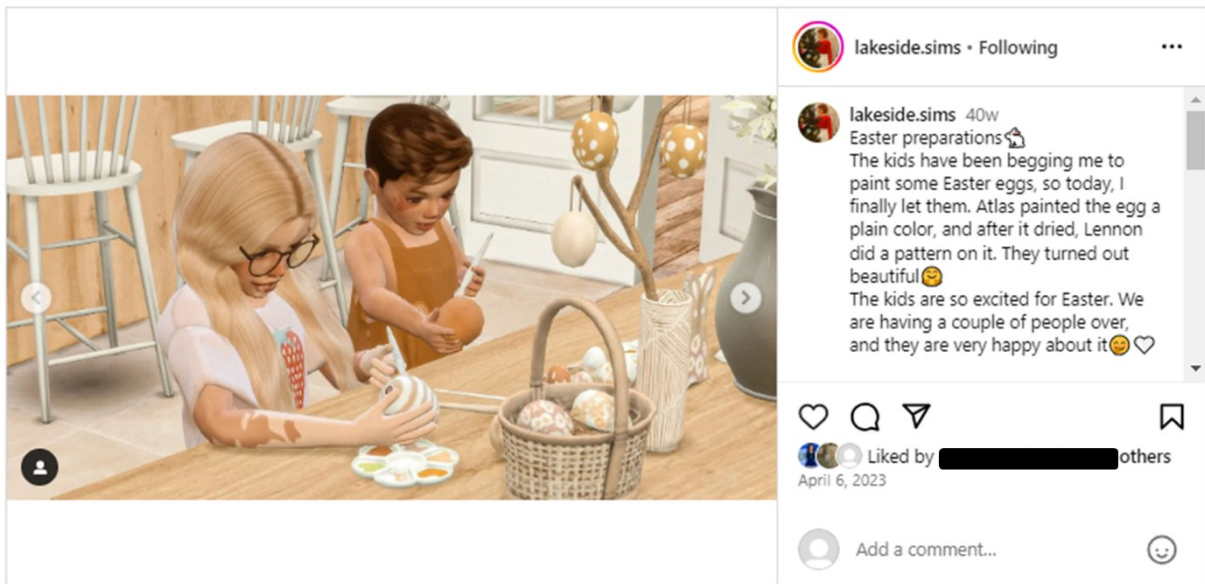 lakeside.sims • Following
lakeside.sims 40w
Easter preparations🐇
The kids have been begging me to
paint some Easter eggs, so today, I
finally let them. Atlas painted the egg a
plain color, and after it dried, Lennon
did a pattern on it. They turned out
beautiful🤗
The kids are so excited for Easter. We
are having a couple of people over,
and they are very happy about it😄♡
Liked by others
April 6, 2023
Add a comment...